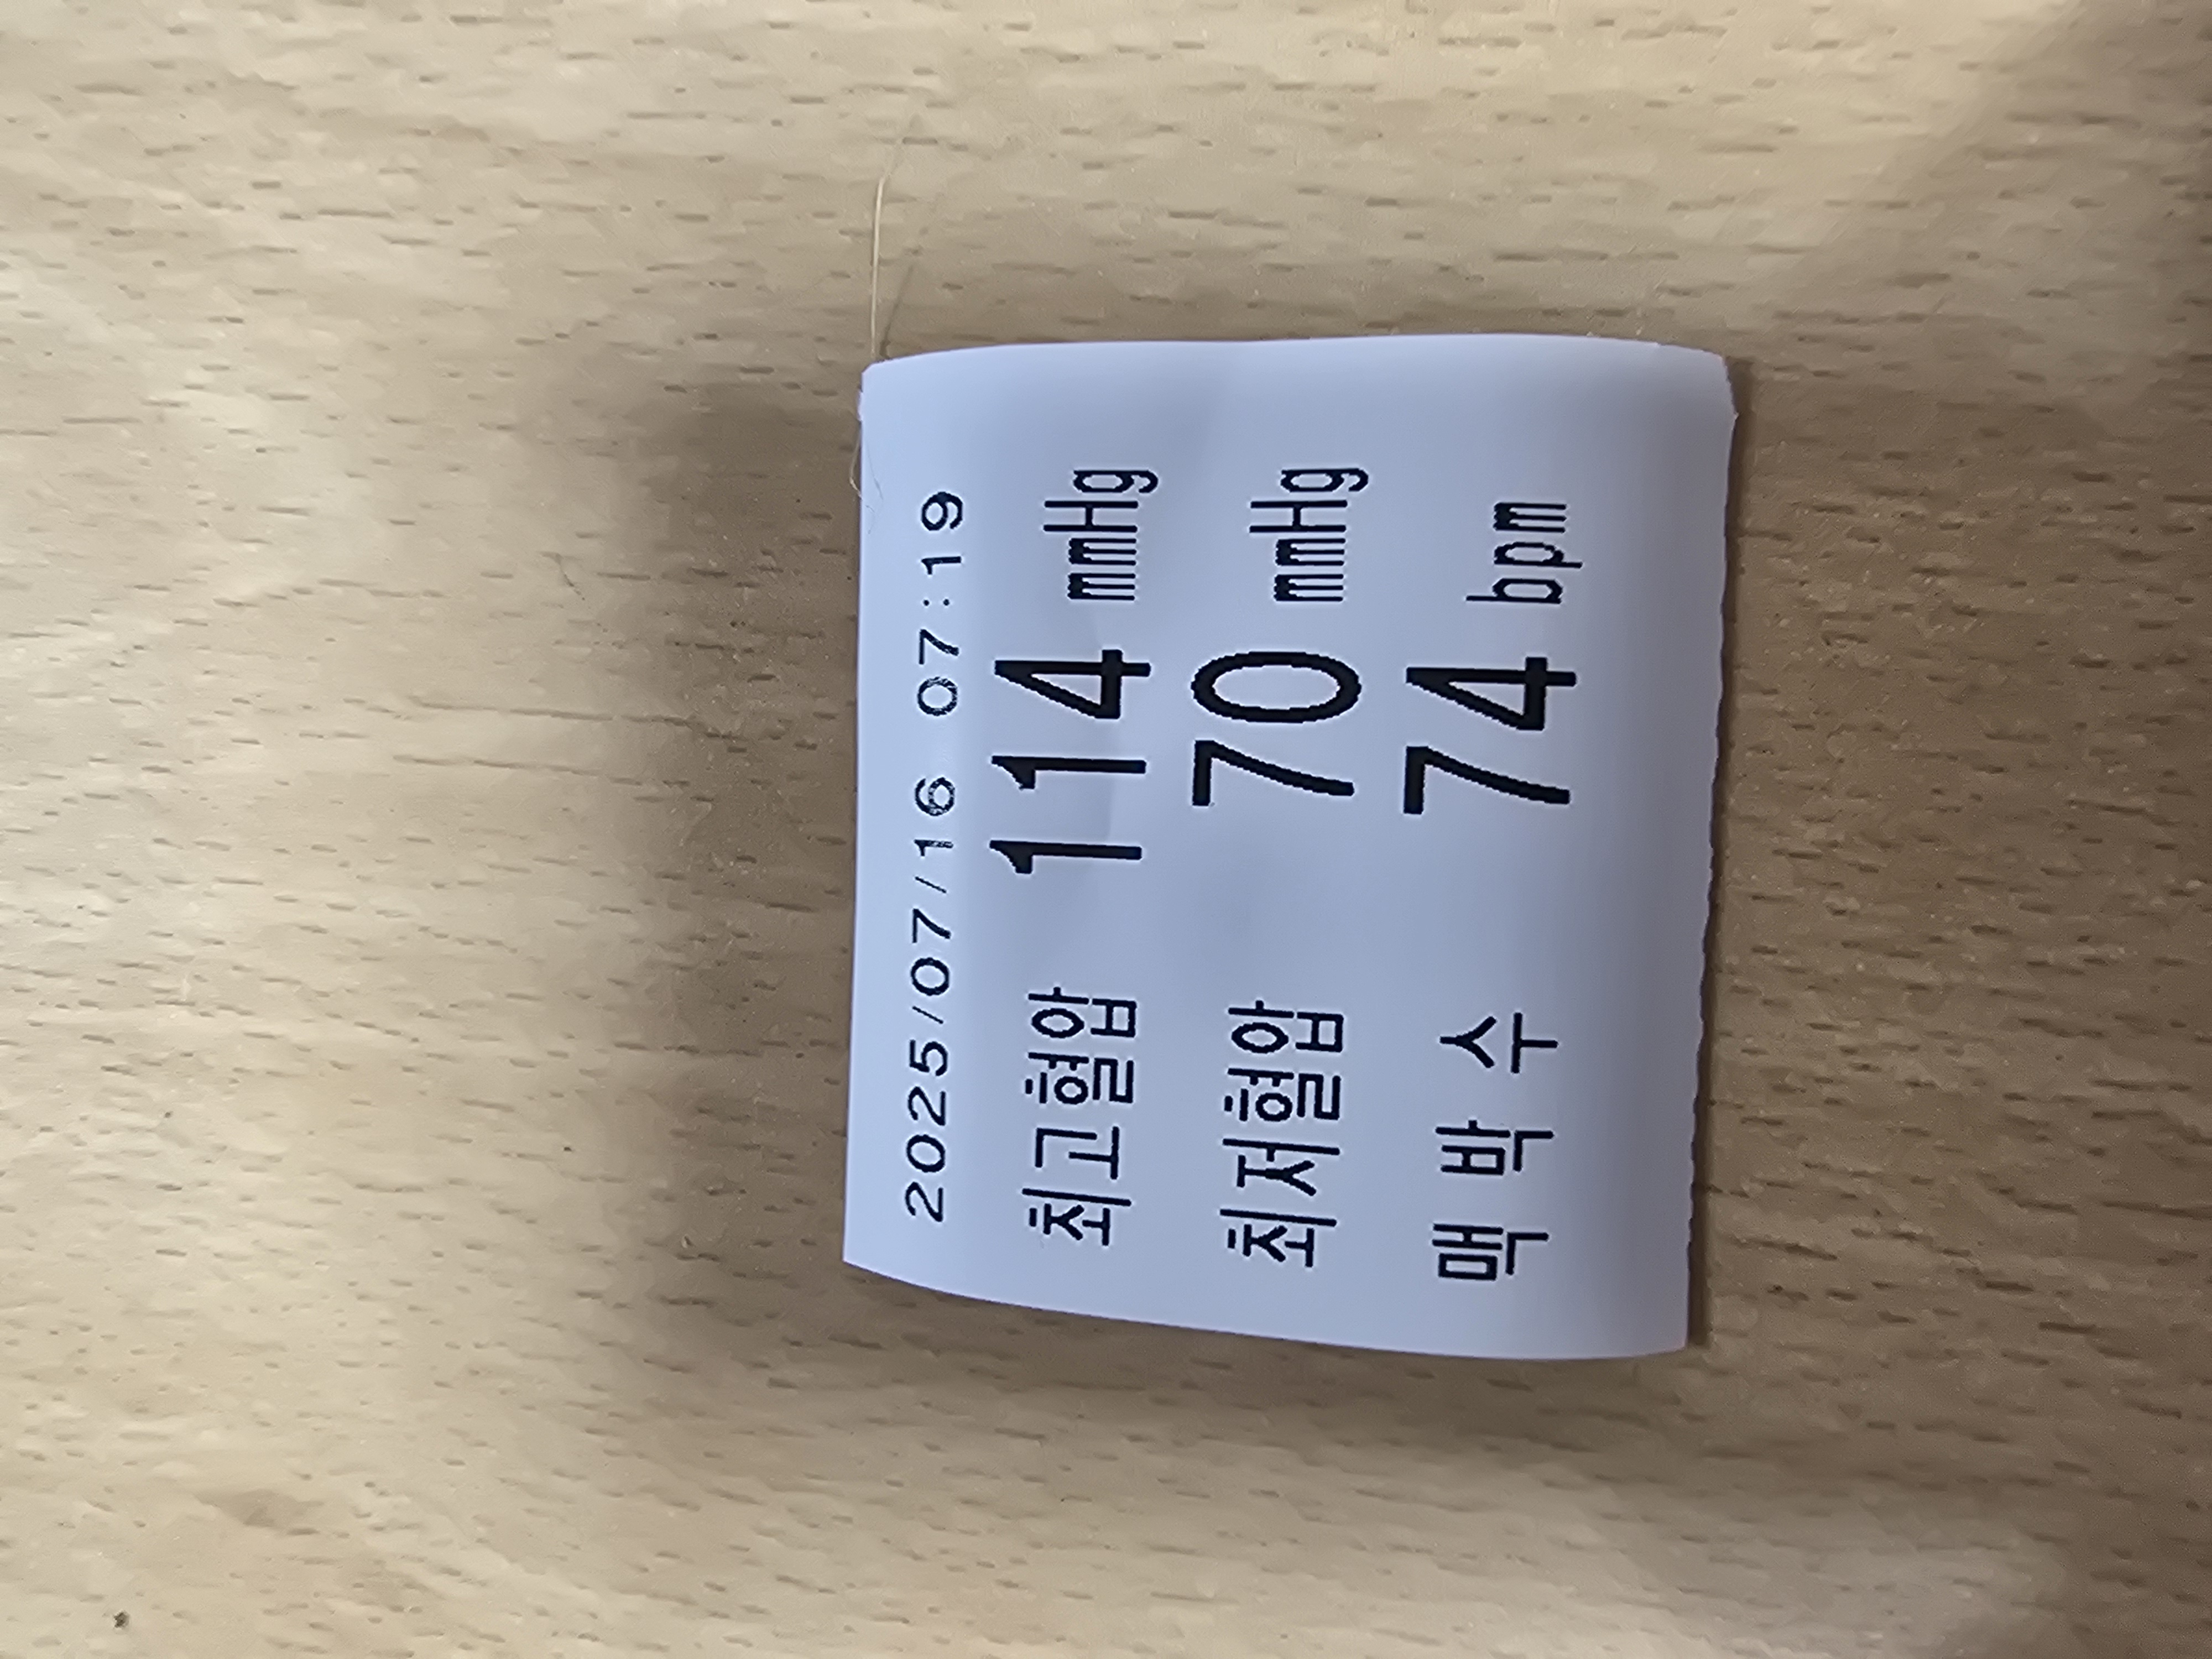 2025/07/16 07:19
최고혈압 114 mmHg
최저혈압 70 mmHg
맥박수 74 bpm